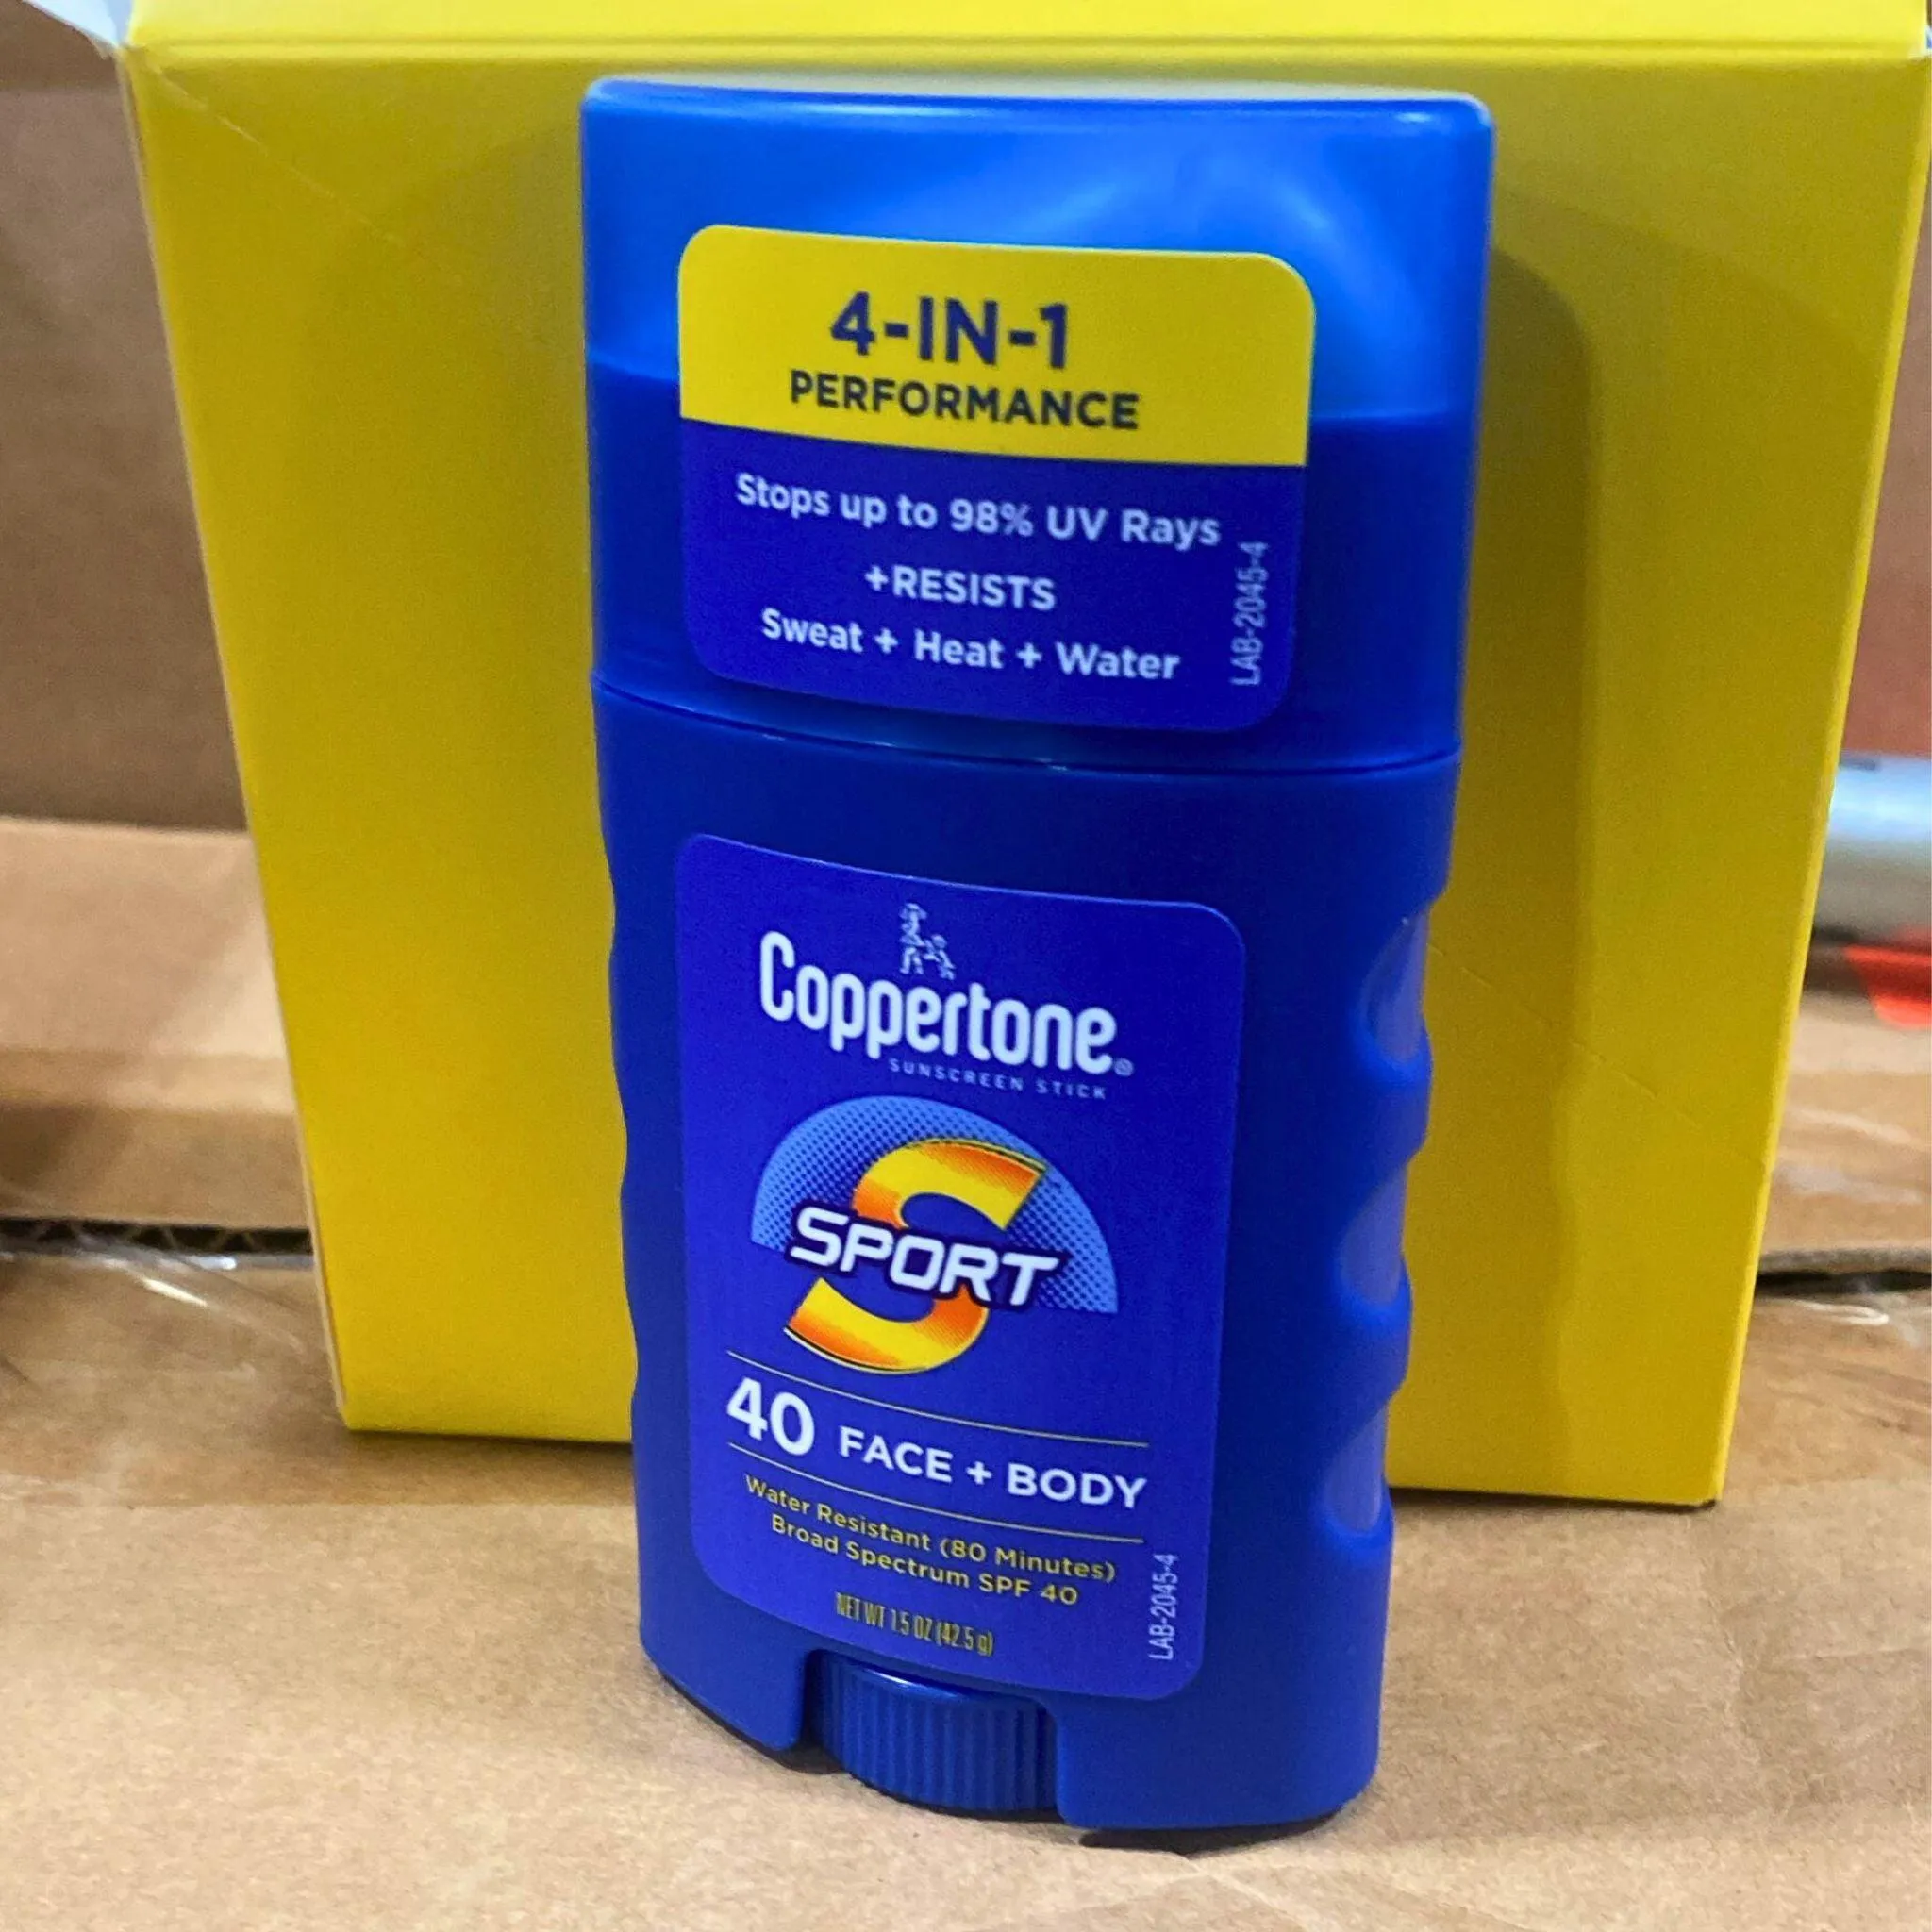 4-IN-1
PERFORMANCE
Stops up to 98% UV Rays
+RESISTS
Sweat + Heat + Water
LAB-2045-4
Coppertone®
SUNSCREEN STICK
S
SPORT
40 FACE + BODY
Water Resistant (80 Minutes)
Broad Spectrum SPF 40
NET WT 1.5 OZ (42.5 g)
LAB-2045-4